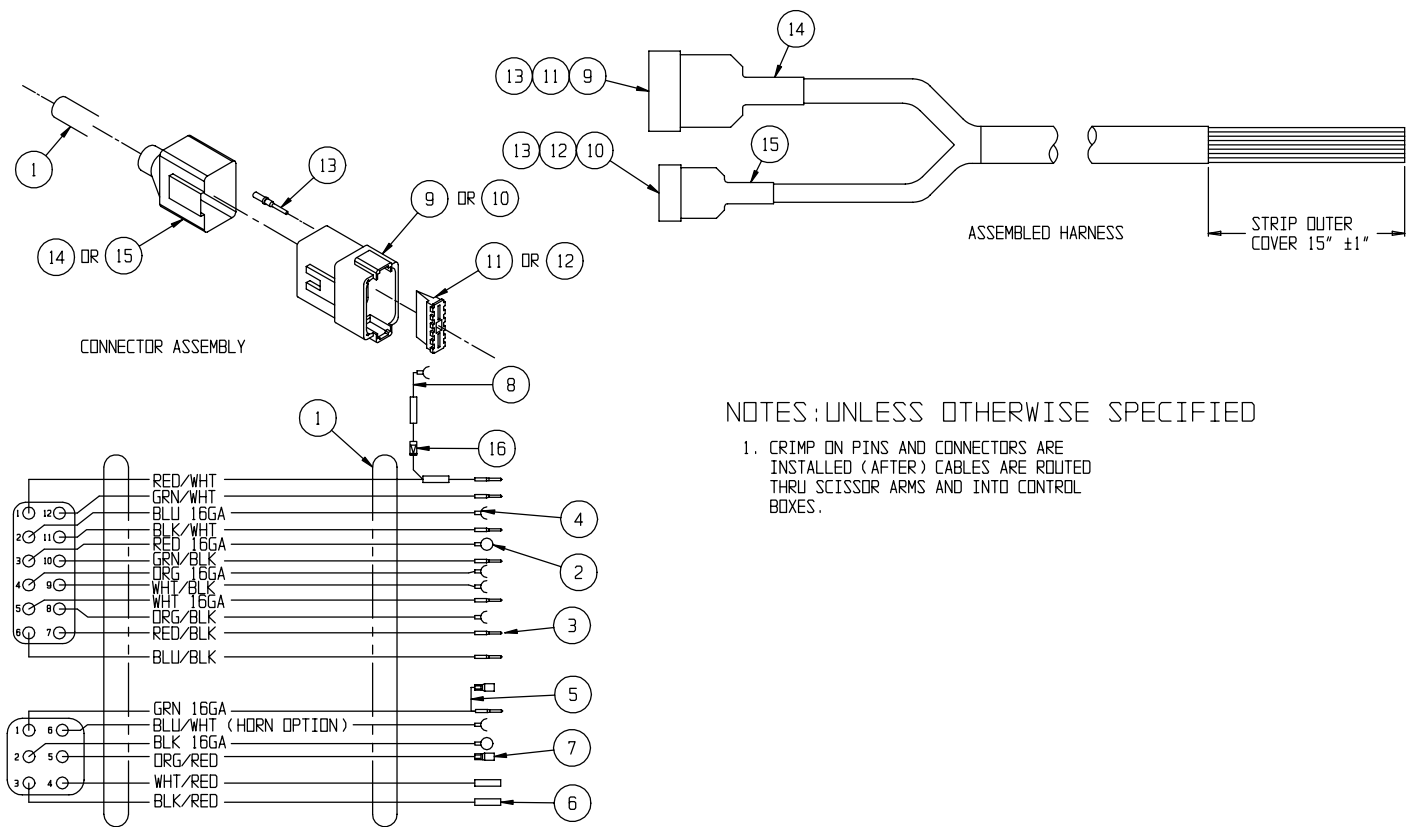 14
13 11 9
13 12 10
15
ASSEMBLED HARNESS
STRIP OUTER
COVER 15" ±1"
1
13
9 OR 10
14 OR 15
11 OR 12
CONNECTOR ASSEMBLY
8
1
16
NOTES:UNLESS OTHERWISE SPECIFIED
1. CRIMP ON PINS AND CONNECTORS ARE
INSTALLED (AFTER) CABLES ARE ROUTED
THRU SCISSOR ARMS AND INTO CONTROL
BOXES.
RED/WHT
GRN/WHT
1 12 BLU 16GA 4
2 11 BLK/WHT
RED 16GA 2
3 10 GRN/BLK
ORG 16GA
4 9 WHT/BLK
WHT 16GA
5 8 ORG/BLK
6 7 RED/BLK 3
BLU/BLK
5
GRN 16GA
1 6 BLU/WHT (HORN OPTION)
BLK 16GA 7
2 5 ORG/RED
3 4 WHT/RED
BLK/RED 6